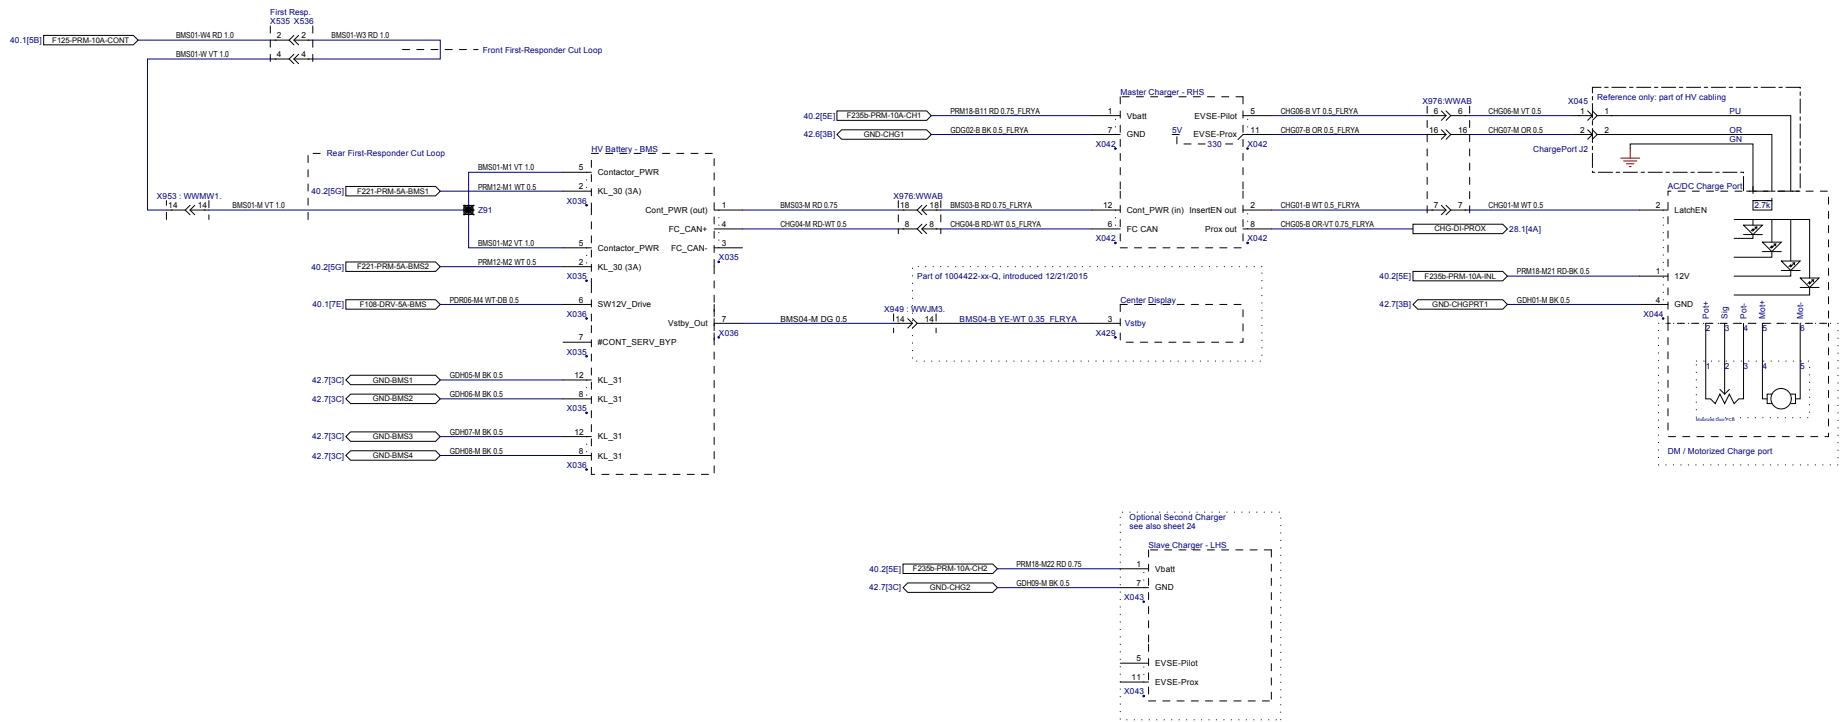 First Resp.
X535 X536
40.1[5B] F125-PRM-10A-CONT BMS01-W4 RD 1.0 2 2 BMS01-W3 RD 1.0
Front First-Responder Cut Loop
BMS01-W VT 1.0 4 4
Rear First-Responder Cut Loop
X953 : WWMW1.
14 14 BMS01-M VT 1.0
Z91
HV Battery - BMS
BMS01-M1 VT 1.0 5 Contactor_PWR
40.2[5G] F221-PRM-5A-BMS1 PRM12-M1 WT 0.5 2 KL_30 (3A)
X036
Cont_PWR (out) 1
FC_CAN+ 4
BMS01-M2 VT 1.0 5 Contactor_PWR
FC_CAN- 3
X035
40.2[5G] F221-PRM-5A-BMS2 PRM12-M2 WT 0.5 2 KL_30 (3A)
X035
40.1[7E] F108-DRV-5A-BMS PDR06-M4 WT-DB 0.5 6 SW12V_Drive
X036
Vstby_Out 7
X036
7 #CONT_SERV_BYP
X035
42.7[3C] GND-BMS1 GDH05-M BK 0.5 12 KL_31
42.7[3C] GND-BMS2 GDH06-M BK 0.5 8 KL_31
X035
42.7[3C] GND-BMS3 GDH07-M BK 0.5 12 KL_31
42.7[3C] GND-BMS4 GDH08-M BK 0.5 8 KL_31
X036
X976:WWAB
BMS03-M RD 0.75 18 18 BMS03-B RD 0.75_FLRYA
CHG04-M RD-WT 0.5 8 8 CHG04-B RD-WT 0.5_FLRYA
Part of 1004422-xx-Q, introduced 12/21/2015
X949 : WWJM3.
BMS04-M DG 0.5 14 14 BMS04-B YE-WT 0.35_FLRYA
Center Display
3 Vstby
X429
Master Charger - RHS
40.2[5E] F235b-PRM-10A-CH1 PRM18-B11 RD 0.75_FLRYA 1 Vbatt
42.6[3B] GND-CHG1 GDG02-B BK 0.5_FLRYA 7 GND
X042
EVSE-Pilot 5
5V EVSE-Prox 11
330
X042
12 Cont_PWR (in) InsertEN out 2
6 FC CAN Prox out 8
X042 X042
X976:WWAB
CHG06-B VT 0.5_FLRYA 6 6 CHG06-M VT 0.5
CHG07-B OR 0.5_FLRYA 16 16 CHG07-M OR 0.5
CHG01-B WT 0.5_FLRYA 7 7 CHG01-M WT 0.5
CHG05-B OR-VT 0.75_FLRYA CHG-DI-PROX 28.1[4A]
X045
Reference only: part of HV cabling
1 1 PU
2 2 OR
GN
ChargePort J2
AC/DC Charge Port
2.7k
2 LatchEN
40.2[5E] F235b-PRM-10A-INL PRM18-M21 RD-BK 0.5 1 12V
42.7[3B] GND-CHGPRT1 GDH01-M BK 0.5 4 GND
X044
Pot+ Sig Pot- Mot+ Mot-
2 3 4 5 6
1 2 3 4 5
DM / Motorized Charge port
Optional Second Charger
see also sheet 24
Slave Charger - LHS
40.2[5E] F235b-PRM-10A-CH2 PRM18-M22 RD 0.75 1 Vbatt
42.7[3C] GND-CHG2 GDH09-M BK 0.5 7 GND
X043
5 EVSE-Pilot
11 EVSE-Prox
X043